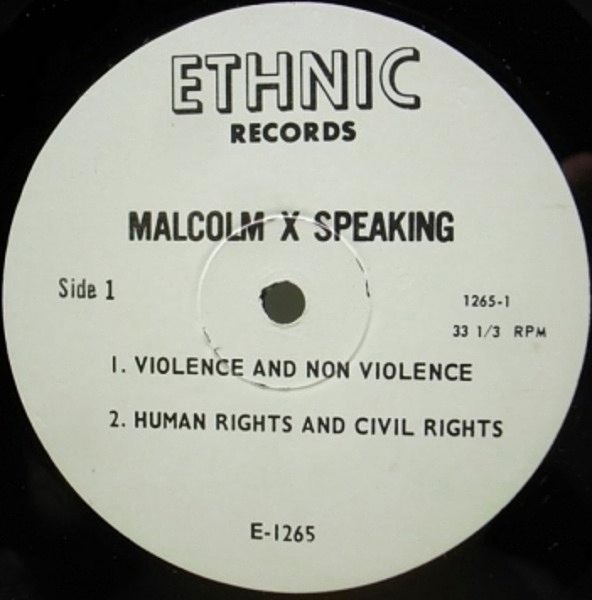 ETHNIC
RECORDS
MALCOLM X SPEAKING
Side 1
1265-1
33 1/3 RPM
1. VIOLENCE AND NON VIOLENCE
2. HUMAN RIGHTS AND CIVIL RIGHTS
E-1265